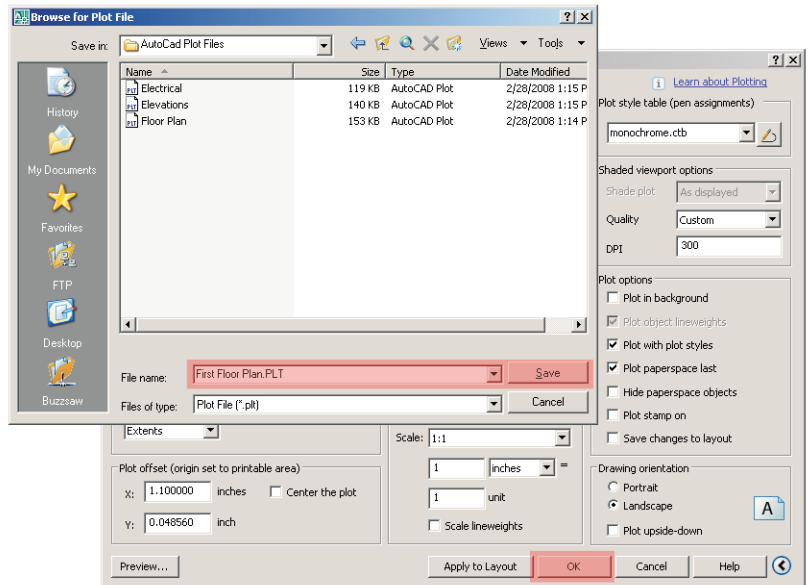 Browse for Plot File
Save in: AutoCad Plot Files Views Tools
Name Size Type Date Modified
Electrical 119 KB AutoCAD Plot 2/28/2008 1:15 P
Elevations 140 KB AutoCAD Plot 2/28/2008 1:15 P
Floor Plan 153 KB AutoCAD Plot 2/28/2008 1:14 P
History
My Documents
Favorites
FTP
Desktop
Buzzsaw
File name: First Floor Plan.PLT Save
Files of type: Plot File (*.plt) Cancel
Learn about Plotting
Plot style table (pen assignments)
monochrome.ctb
Shaded viewport options
Shade plot As displayed
Quality Custom
DPI 300
Plot options
Plot in background
Plot object lineweights
Plot with plot styles
Plot paperspace last
Hide paperspace objects
Plot stamp on
Save changes to layout
Extents
Plot offset (origin set to printable area)
X: 1.100000 inches Center the plot
Y: 0.048560 inch
Scale: 1:1
1 inches =
1 unit
Scale lineweights
Drawing orientation
Portrait
Landscape
A
Plot upside-down
Preview... Apply to Layout OK Cancel Help